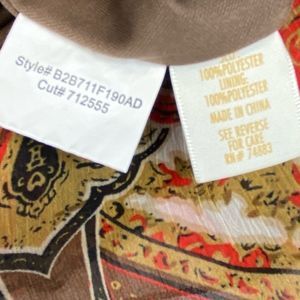 Style# B2B711F190AD
Cut# 712555
100%POLYESTER
LINING:
100%POLYESTER
MADE IN CHINA
SEE REVERSE
FOR CARE
RN# 74883